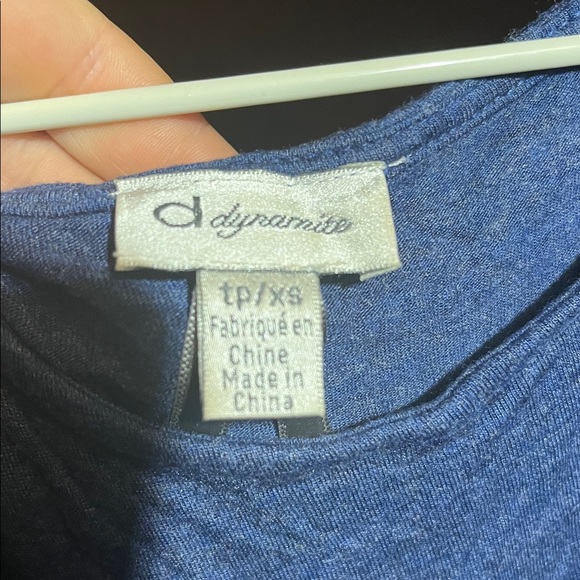 d dynamite
tp/xs
Fabriqué en
Chine
Made in
China